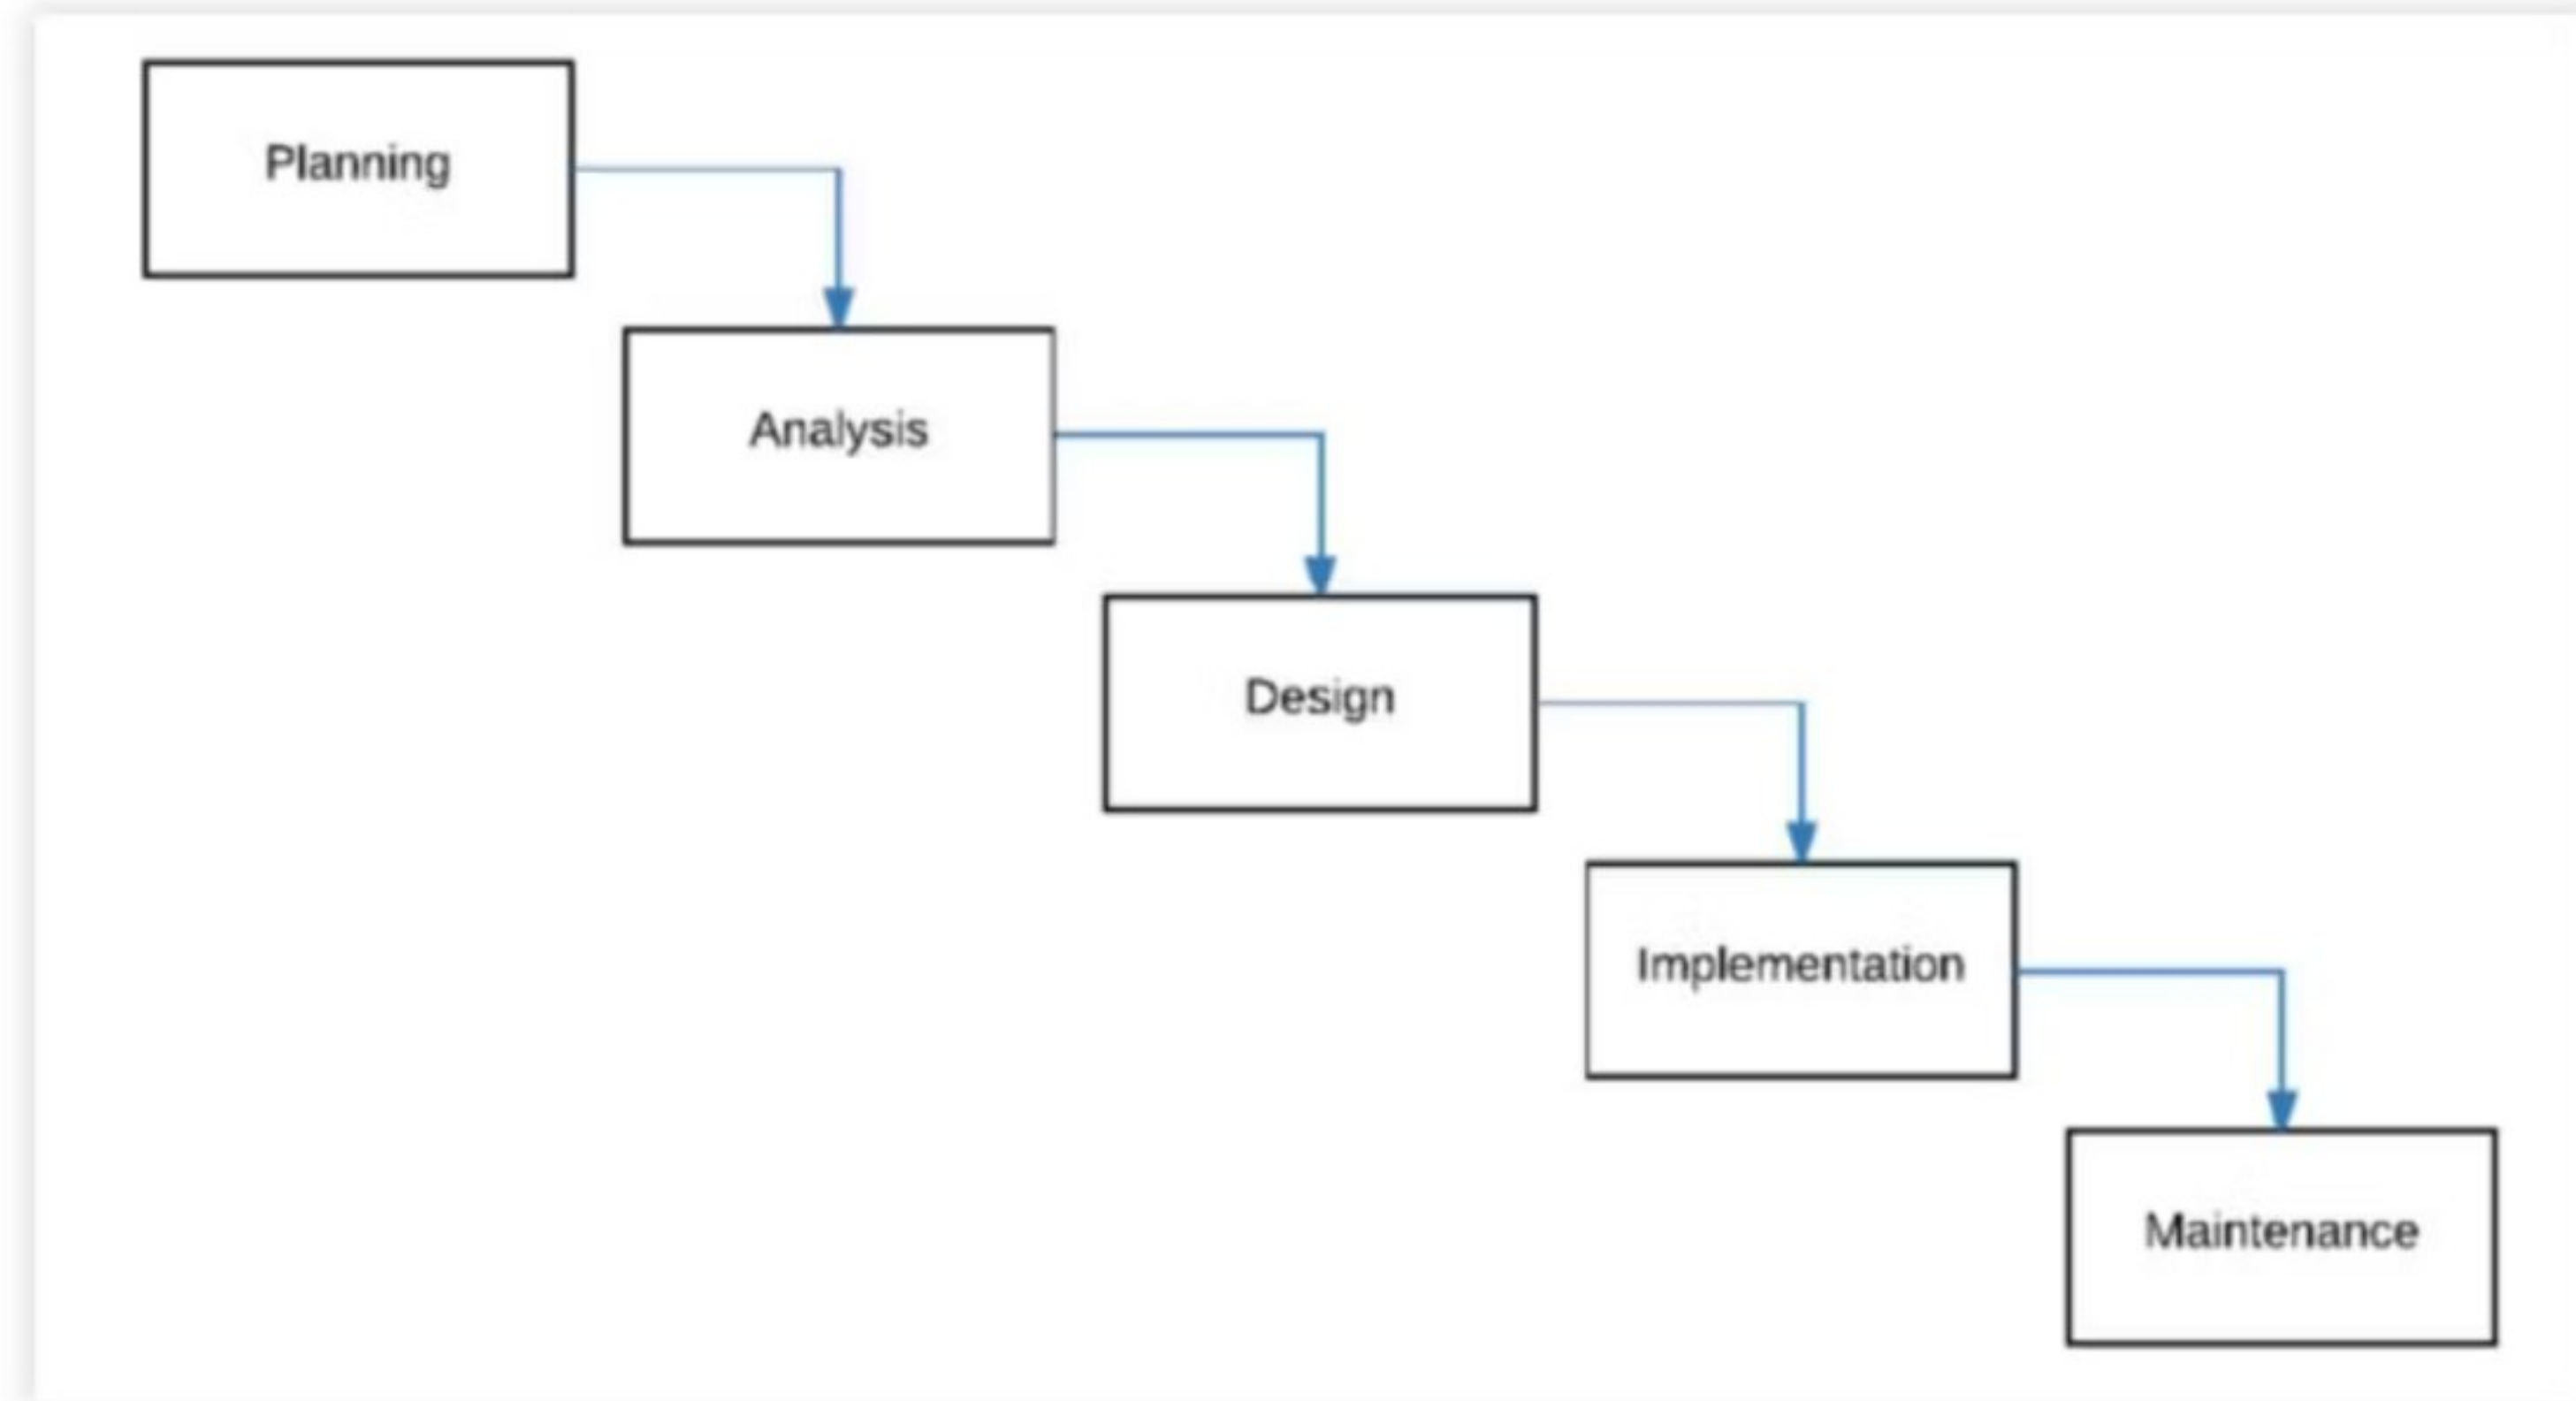 Planning
Analysis
Design
Implementation
Maintenance